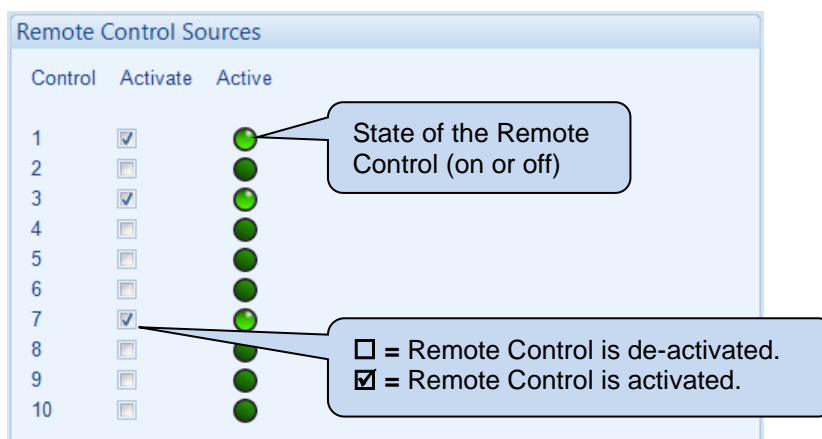 Remote Control Sources
Control Activate Active
1
2
3
4
5
6
7
8
9
10
State of the Remote
Control (on or off)
☐ = Remote Control is de-activated.
☑ = Remote Control is activated.